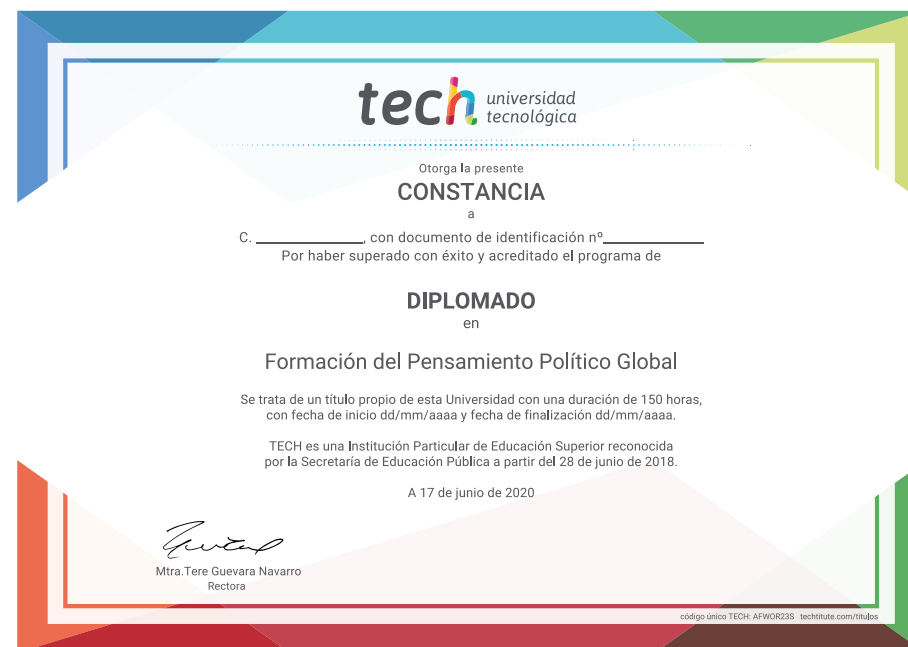 tech universidad
tecnológica
Otorga la presente
CONSTANCIA
a
C. ____________, con documento de identificación nº____________
Por haber superado con éxito y acreditado el programa de
DIPLOMADO
en
Formación del Pensamiento Político Global
Se trata de un título propio de esta Universidad con una duración de 150 horas,
con fecha de inicio dd/mm/aaaa y fecha de finalización dd/mm/aaaa.
TECH es una Institución Particular de Educación Superior reconocida
por la Secretaría de Educación Pública a partir del 28 de junio de 2018.
A 17 de junio de 2020
Mtra.Tere Guevara Navarro
Rectora
código único TECH: AFWOR23S techtitute.com/titulos